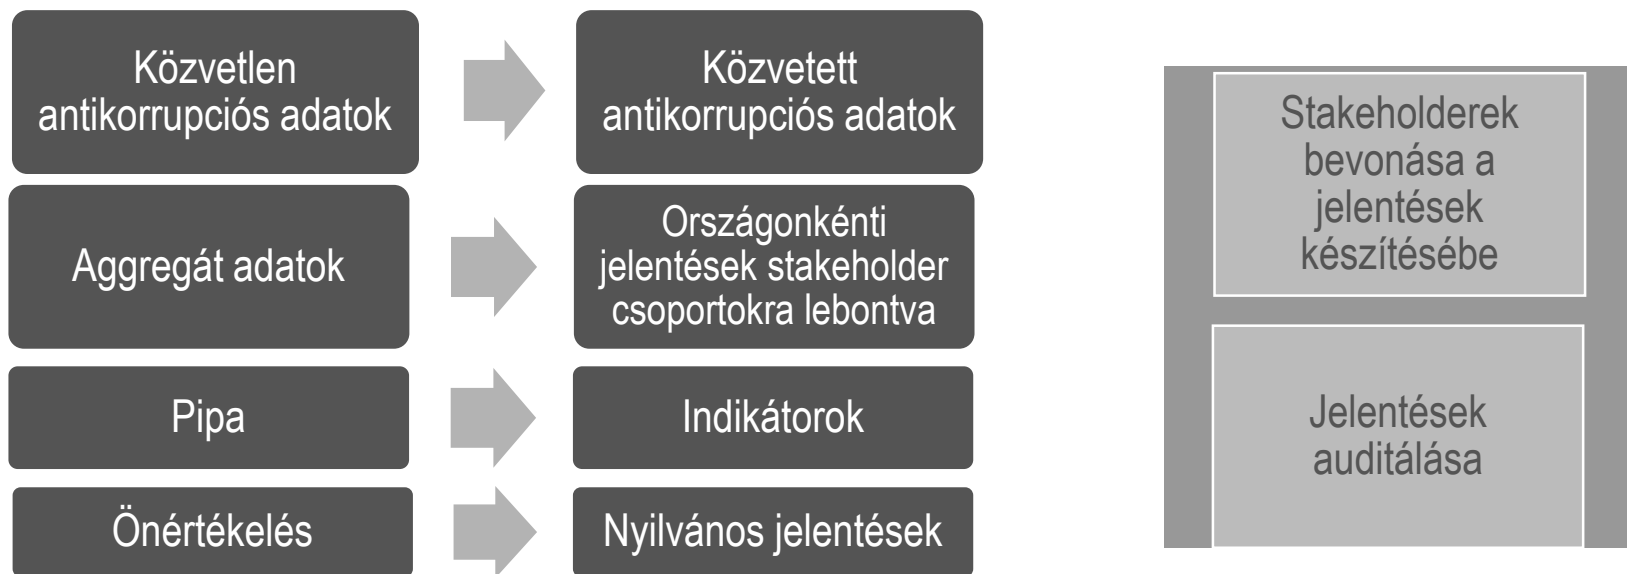 Közvetlen
antikorrupciós adatok
Közvetett
antikorrupciós adatok
Aggregát adatok
Országonkénti
jelentések stakeholder
csoportokra lebontva
Pipa
Indikátorok
Önértékelés
Nyilvános jelentések
Stakeholderek
bevonása a
jelentések
készítésébe
Jelentések
auditálása